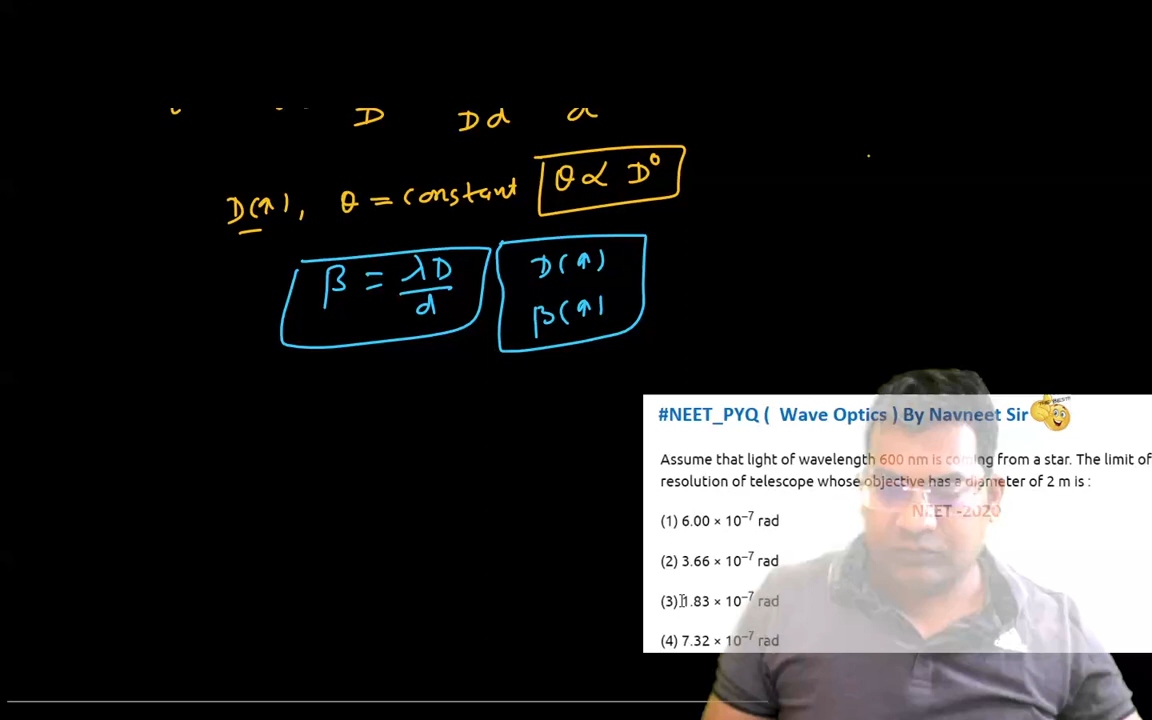 D Dd d
D(↑), θ = constant θ ∝ D⁰
β = λD/d D(↑)
β(↑)
#NEET_PYQ ( Wave Optics ) By Navneet Sir
THE BEST!
Assume that light of wavelength 600 nm is coming from a star. The limit of
resolution of telescope whose objective has a diameter of 2 m is :
NEET -2020
(1) 6.00 × 10⁻⁷ rad
(2) 3.66 × 10⁻⁷ rad
(3) 1.83 × 10⁻⁷ rad
(4) 7.32 × 10⁻⁷ rad